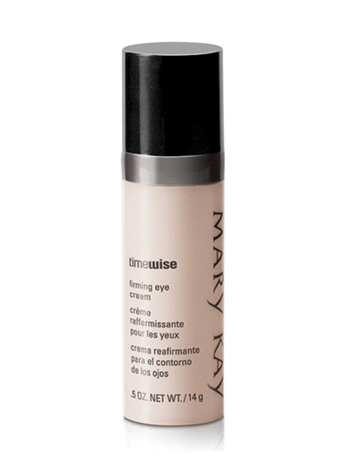 timewise
firming eye
cream
crème
raffermissante
pour les yeux
crema reafirmante
para el contorno
de los ojos
.5 OZ. NET WT. / 14 g
MARY KAY